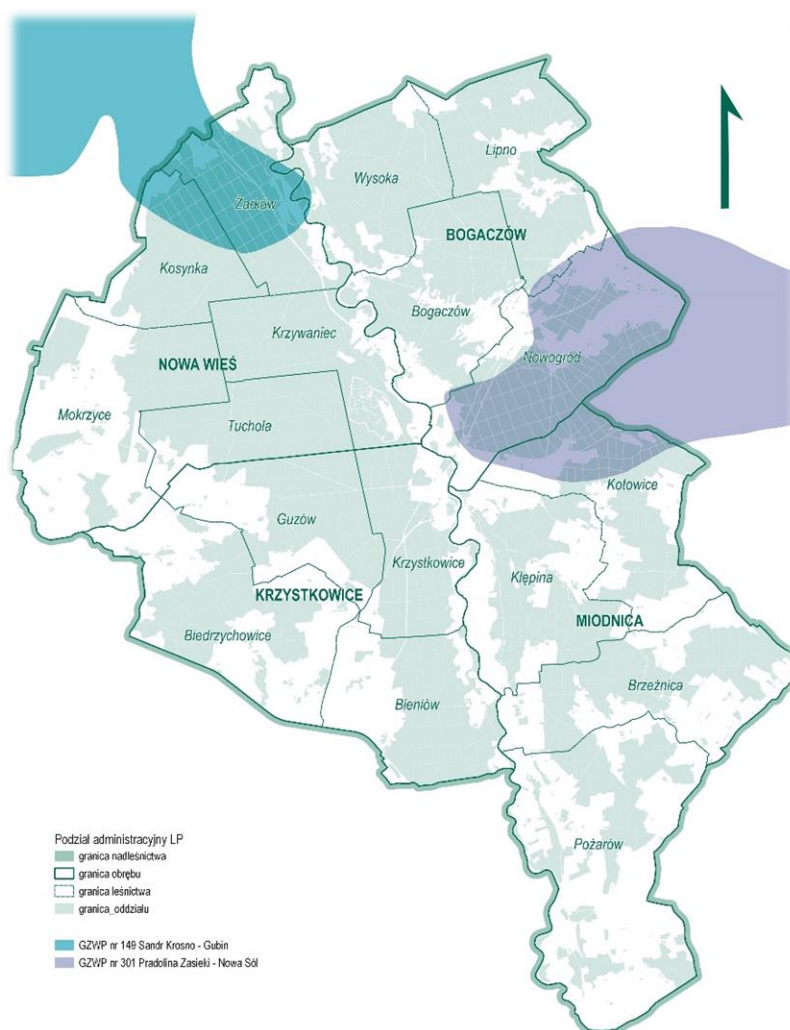 Lipno
Wysoka
Żarków
BOGACZÓW
Kosynka
Bogaczów
Krzywaniec
Nowogród
NOWA WIEŚ
Mokrzyce
Tuchola
Kotowice
Guzów
Krzystkowice
Klępina
KRZYSTKOWICE
MIODNICA
Biedrzychowice
Brzeźnica
Bieniów
Pożarów
Podział administracyjny LP
granica nadleśnictwa
granica obrębu
granica leśnictwa
granica_oddziału
GZWP nr 149 Sandr Krosno - Gubin
GZWP nr 301 Pradolina Zasieki - Nowa Sól